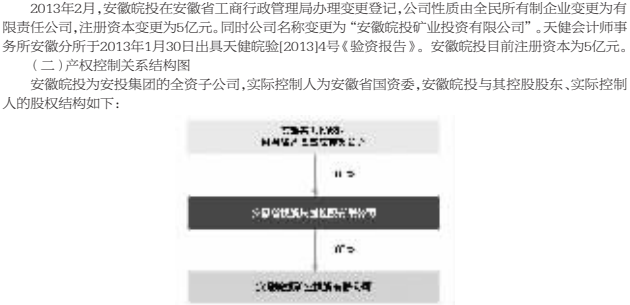 2013年2月,安徽皖投在安徽省工商行政管理局办理变更登记,公司性质由全民所有制企业变更为有
限责任公司,注册资本变更为5亿元。同时公司名称变更为“安徽皖投矿业投资有限公司”。天健会计师事
务所安徽分所于2013年1月30日出具天健皖验[2013]4号《验资报告》。安徽皖投目前注册资本为5亿元。
(二)产权控制关系结构图
安徽皖投为安投集团的全资子公司,实际控制人为安徽省国资委,安徽皖投与其控股股东、实际控制
人的股权结构如下: